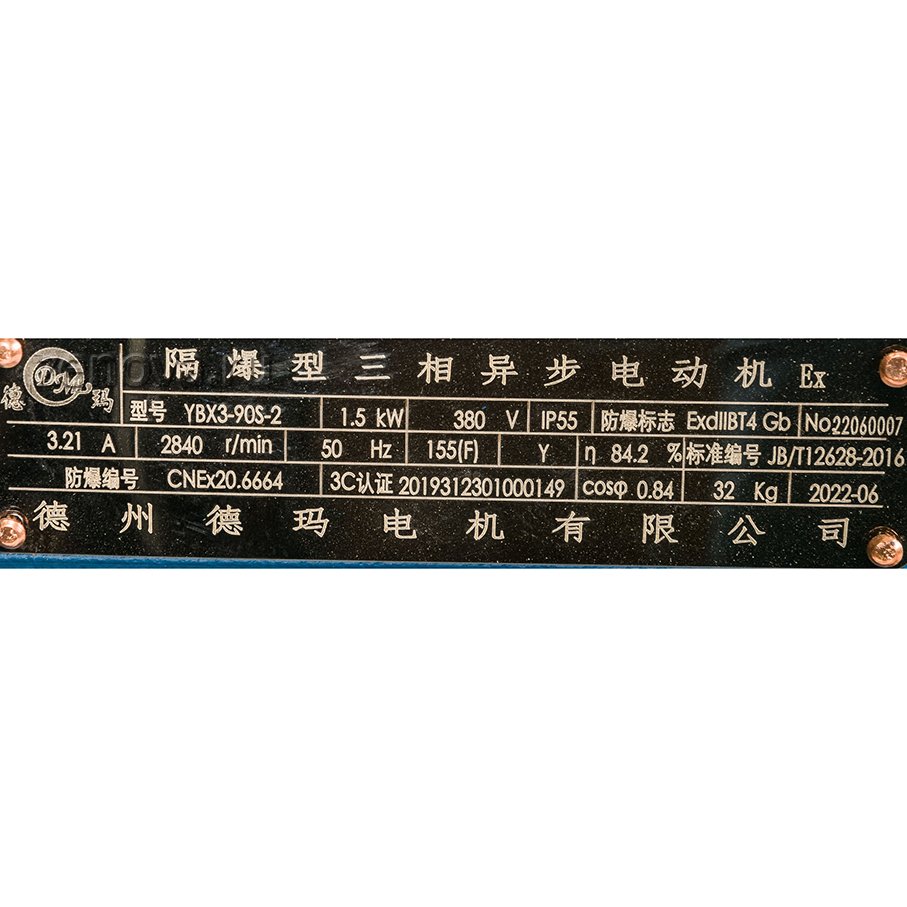 隔爆型三相异步电动机 Ex
DM
德 玛
型号 YBX3-90S-2 1.5 kW 380 V IP55 防爆标志 ExdIIBT4 Gb No22060007
3.21 A 2840 r/min 50 Hz 155(F) Y η 84.2 % 标准编号 JB/T12628-2016
防爆编号 CNEx20.6664 3C认证 2019312301000149 cosφ 0.84 32 Kg 2022-06
德州德玛电机有限公司